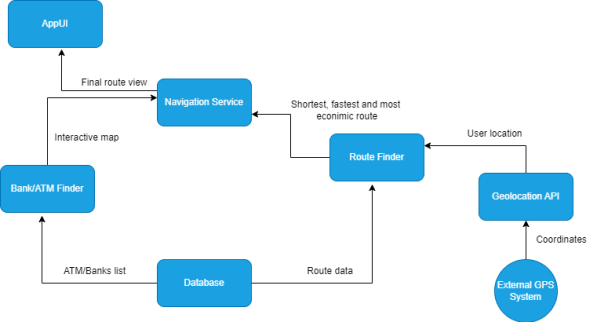 AppUI
Final route view
Navigation Service
Shortest, fastest and most
econimic route
Interactive map
User location
Route Finder
Bank/ATM Finder
Geolocation API
Coordinates
ATM/Banks list
Route data
Database
External GPS
System